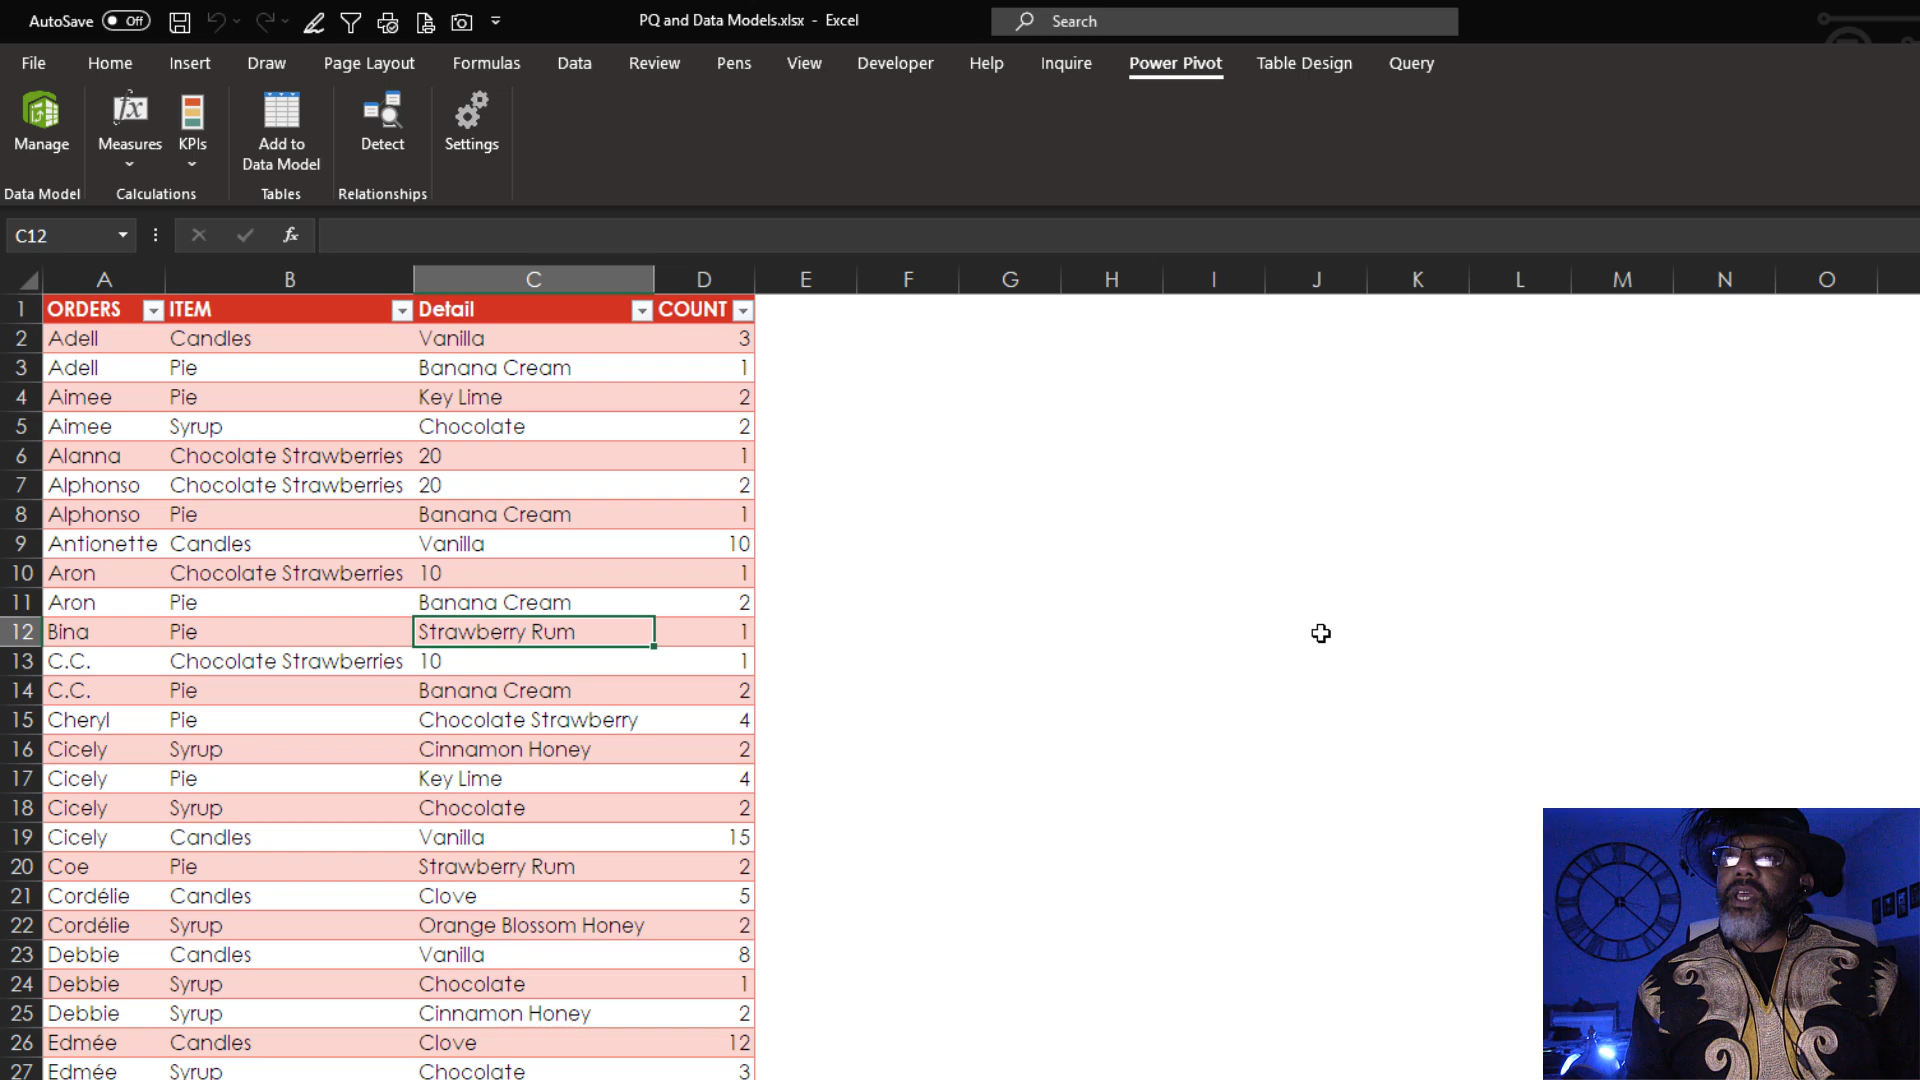 AutoSave Off PQ and Data Models.xlsx - Excel Search
File Home Insert Draw Page Layout Formulas Data Review Pens View Developer Help Inquire Power Pivot Table Design Query
Manage Measures KPIs Add to Data Model Detect Settings
Data Model Calculations Tables Relationships
C12 fx
A B C D E F G H I J K L M N O
1 ORDERS ITEM Detail COUNT
2 Adell Candles Vanilla 3
3 Adell Pie Banana Cream 1
4 Aimee Pie Key Lime 2
5 Aimee Syrup Chocolate 2
6 Alanna Chocolate Strawberries 20 1
7 Alphonso Chocolate Strawberries 20 2
8 Alphonso Pie Banana Cream 1
9 Antionette Candles Vanilla 10
10 Aron Chocolate Strawberries 10 1
11 Aron Pie Banana Cream 2
12 Bina Pie Strawberry Rum 1
13 C.C. Chocolate Strawberries 10 1
14 C.C. Pie Banana Cream 2
15 Cheryl Pie Chocolate Strawberry 4
16 Cicely Syrup Cinnamon Honey 2
17 Cicely Pie Key Lime 4
18 Cicely Syrup Chocolate 2
19 Cicely Candles Vanilla 15
20 Coe Pie Strawberry Rum 2
21 Cordélie Candles Clove 5
22 Cordélie Syrup Orange Blossom Honey 2
23 Debbie Candles Vanilla 8
24 Debbie Syrup Chocolate 1
25 Debbie Syrup Cinnamon Honey 2
26 Edmée Candles Clove 12
27 Edmée Syrup Chocolate 3